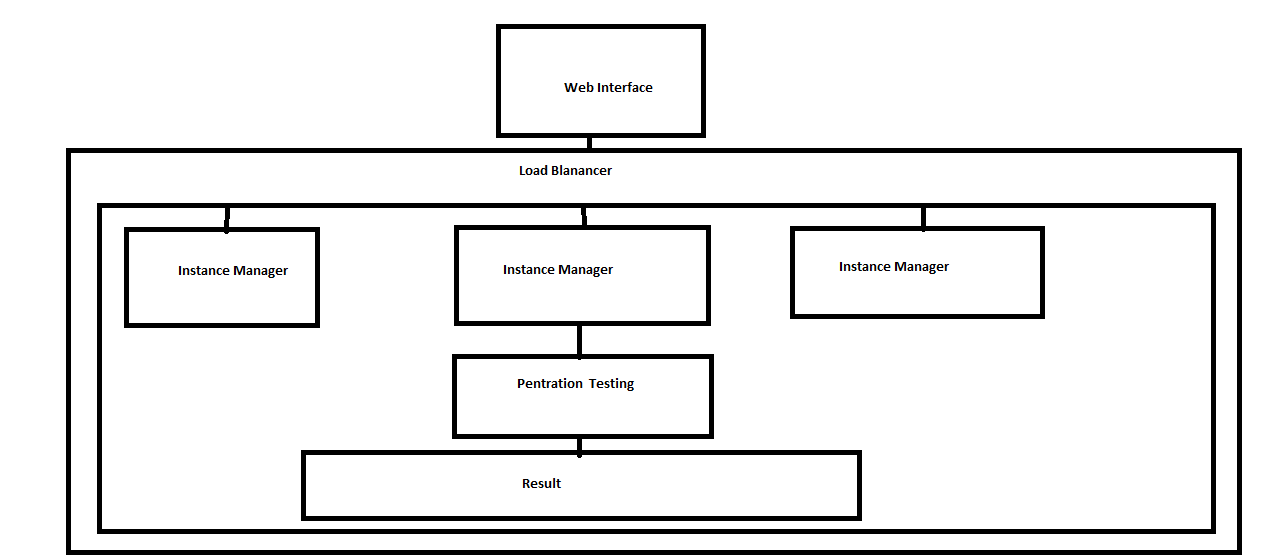 Web Interface
Load Blanancer
Instance Manager
Instance Manager
Instance Manager
Pentration Testing
Result